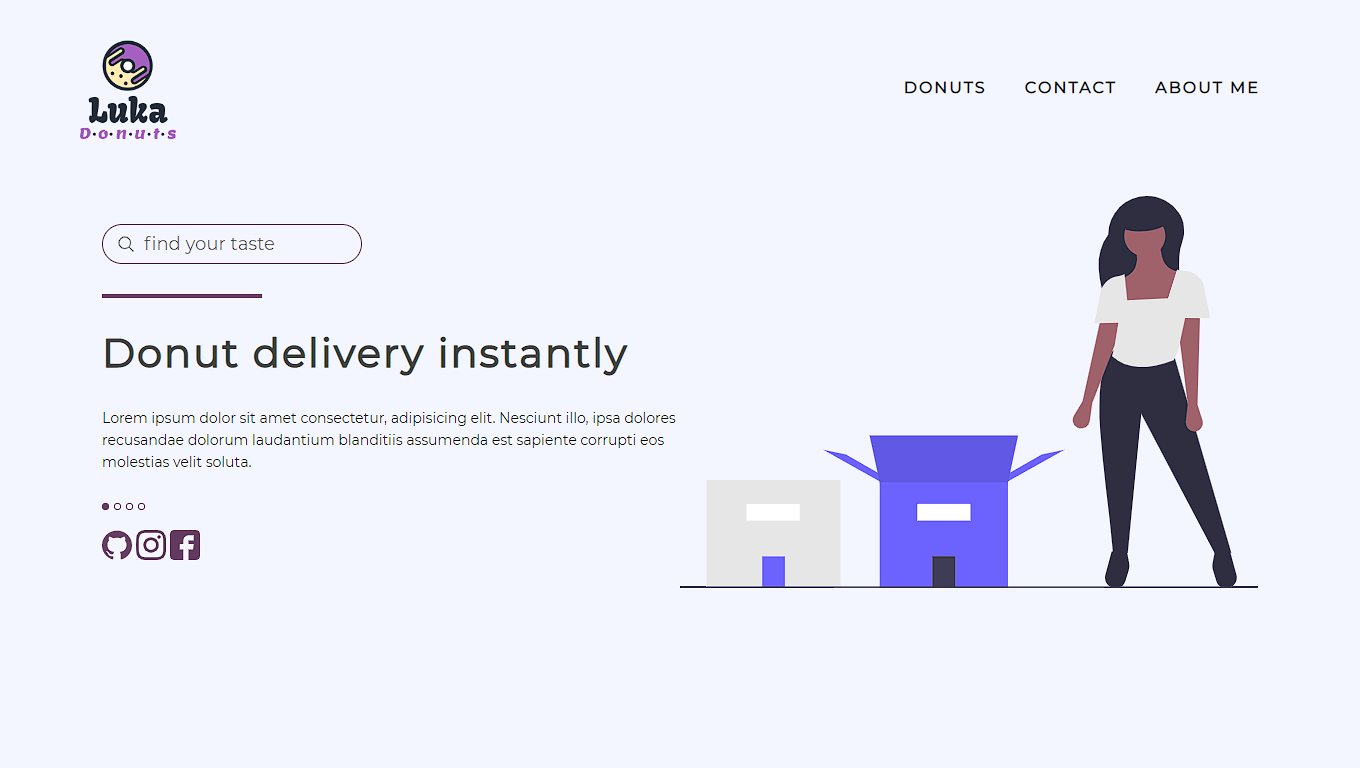 Luka
D·o·n·u·t·s
DONUTS CONTACT ABOUT ME
find your taste
Donut delivery instantly
Lorem ipsum dolor sit amet consectetur, adipisicing elit. Nesciunt illo, ipsa dolores
recusandae dolorum laudantium blanditiis assumenda est sapiente corrupti eos
molestias velit soluta.